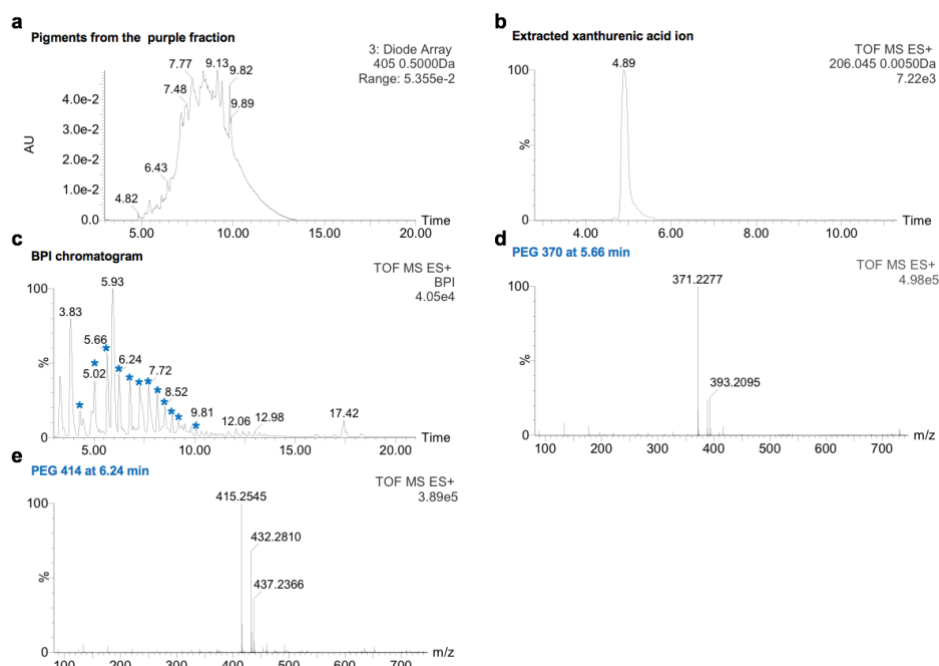 a
Pigments from the purple fraction
3: Diode Array
405 0.5000Da
Range: 5.355e-2
AU
4.0e-2
3.0e-2
2.0e-2
1.0e-2
0.0
4.82
6.43
7.48
7.77
9.13
9.82
9.89
5.00 10.00 15.00 20.00
Time
b
Extracted xanthurenic acid ion
TOF MS ES+
206.045 0.0050Da
7.22e3
100
%
0
4.89
4.00 6.00 8.00 10.00
Time
c
BPI chromatogram
TOF MS ES+
BPI
4.05e4
100
%
0
3.83
5.02
5.66
5.93
6.24
7.72
8.52
9.81
12.06
12.98
17.42
5.00 10.00 15.00 20.00
Time
d
PEG 370 at 5.66 min
TOF MS ES+
4.98e5
100
%
0
371.2277
393.2095
100 200 300 400 500 600 700
m/z
e
PEG 414 at 6.24 min
TOF MS ES+
3.89e5
100
%
0
415.2545
432.2810
437.2366
100 200 300 400 500 600 700
m/z